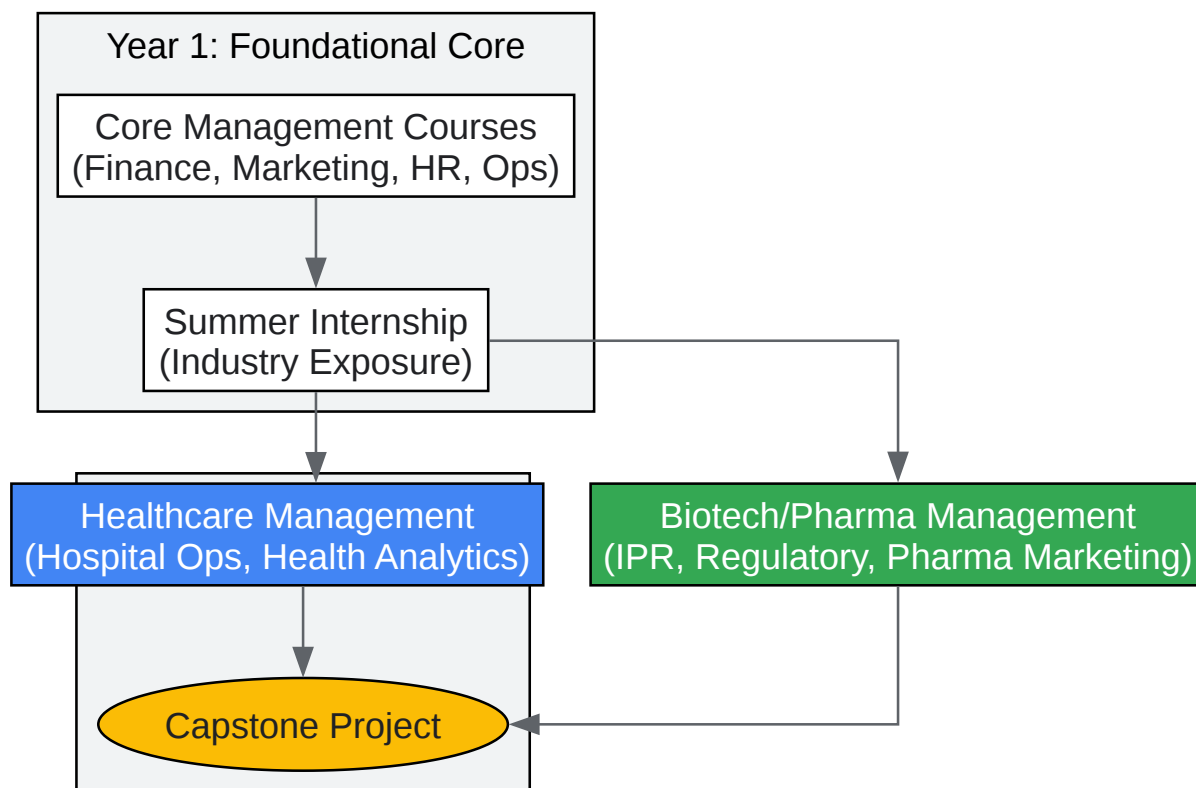 Year 1: Foundational Core
Core Management Courses
(Finance, Marketing, HR, Ops)
Summer Internship
(Industry Exposure)
Healthcare Management
(Hospital Ops, Health Analytics)
Biotech/Pharma Management
(IPR, Regulatory, Pharma Marketing)
Capstone Project